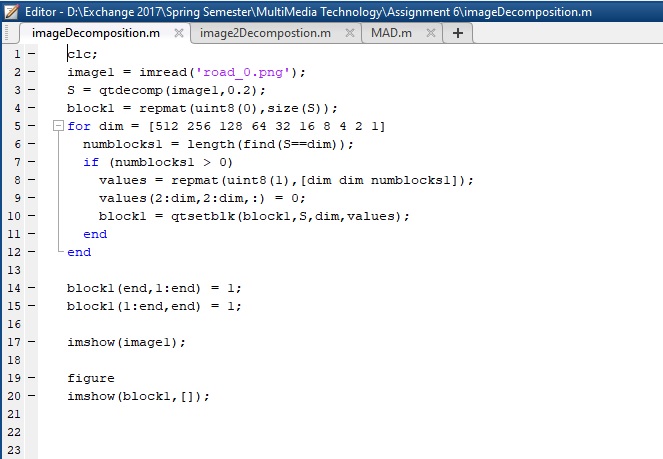 Editor - D:\Exchange 2017\Spring Semester\MultiMedia Technology\Assignment 6\imageDecomposition.m
imageDecomposition.m × image2Decompostion.m × MAD.m × +
1 – clc;
2 – image1 = imread('road_0.png');
3 – S = qtdecomp(image1,0.2);
4 – block1 = repmat(uint8(0),size(S));
5 – for dim = [512 256 128 64 32 16 8 4 2 1]
6 – numblocks1 = length(find(S==dim));
7 – if (numblocks1 > 0)
8 – values = repmat(uint8(1),[dim dim numblocks1]);
9 – values(2:dim,2:dim,:) = 0;
10 – block1 = qtsetblk(block1,S,dim,values);
11 – end
12 – end
13
14 – block1(end,1:end) = 1;
15 – block1(1:end,end) = 1;
16
17 – imshow(image1);
18
19 – figure
20 – imshow(block1,[]);
21
22
23